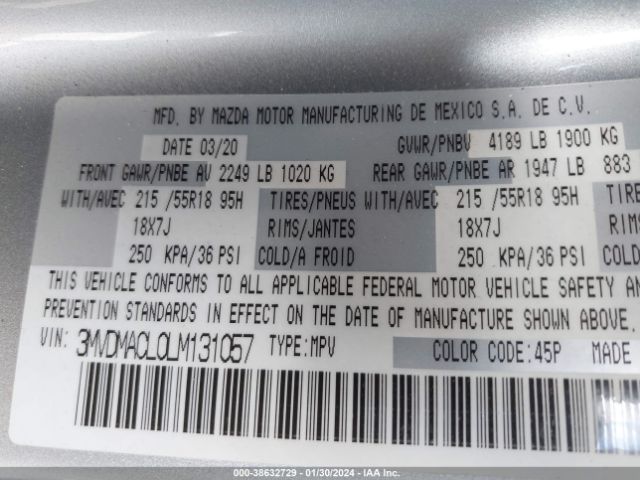 MFD. BY MAZDA MOTOR MANUFACTURING DE MEXICO S.A. DE C.V.
DATE 03/20 GVWR/PNBV 4189 LB 1900 KG
FRONT GAWR/PNBE AV 2249 LB 1020 KG REAR GAWR/PNBE AR 1947 LB 883
WITH/AVEC 215 /55R18 95H TIRES/PNEUS WITH/AVEC 215 /55R18 95H TIRE
18X7J RIMS/JANTES 18X7J RIM
250 KPA/36 PSI COLD/A FROID 250 KPA/36 PSI COLD
THIS VEHICLE CONFORMS TO ALL APPLICABLE FEDERAL MOTOR VEHICLE SAFETY AN
PREVENTION STANDARDS IN EFFECT ON THE DATE OF MANUFACTURE SHOWN ABOVE.
VIN: 3MVDMACL0LM131057 TYPE:MPV COLOR CODE:45P MADE
000-38632729 - 01/30/2024 - IAA Inc.